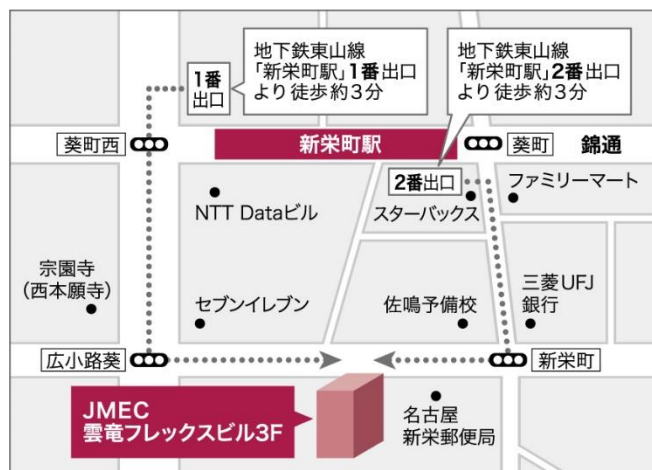 地下鉄東山線
「新栄町駅」1番出口
より徒歩約3分
地下鉄東山線
「新栄町駅」2番出口
より徒歩約3分
1番
出口
葵町西
新栄町駅
葵町
錦通
2番出口
ファミリーマート
スターバックス
NTT Dataビル
宗園寺
(西本願寺)
セブンイレブン
佐鳴予備校
三菱UFJ
銀行
広小路葵
新栄町
JMEC
雲竜フレックスビル3F
名古屋
新栄郵便局